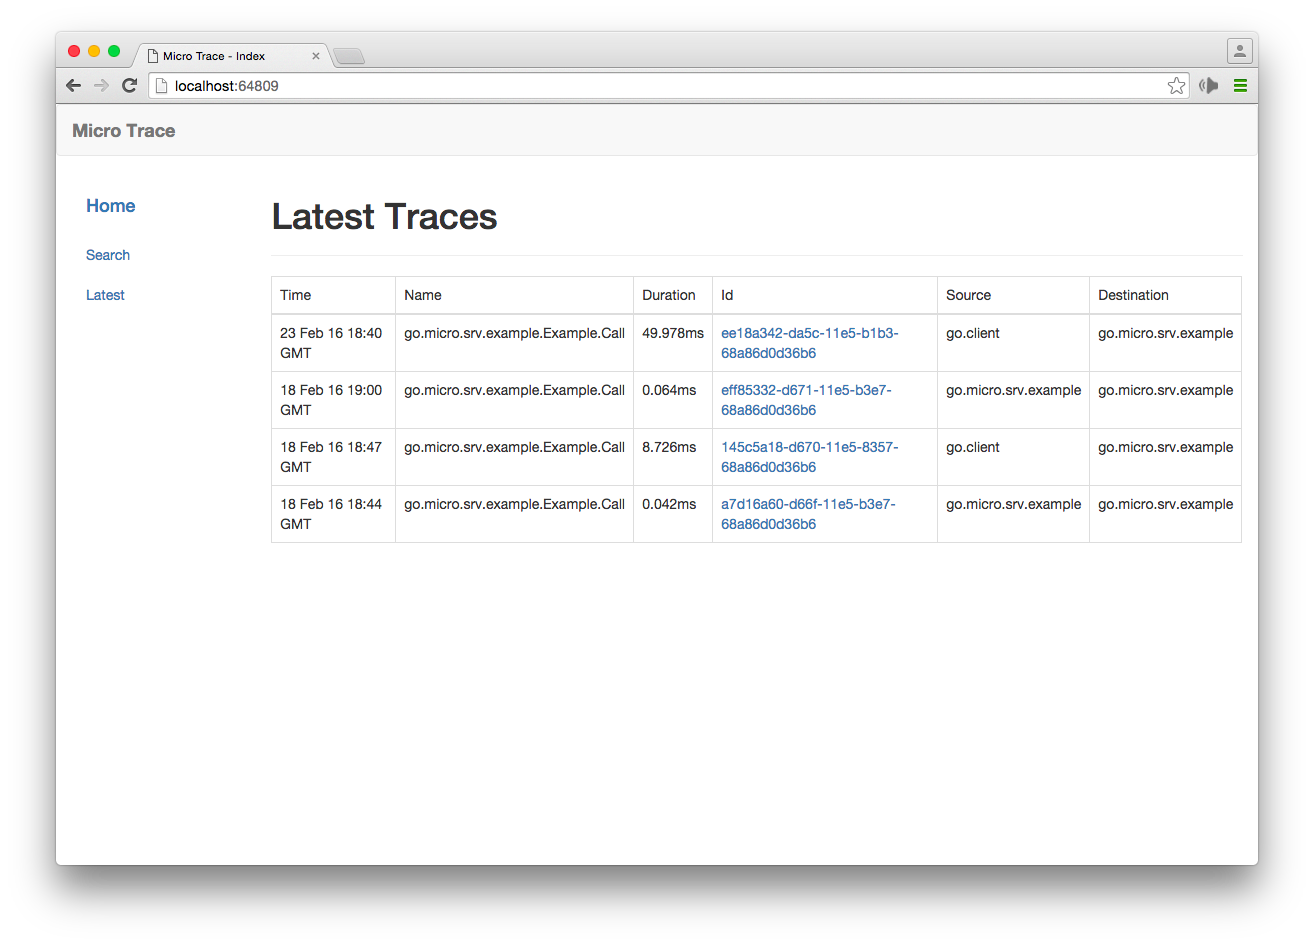 Micro Trace - Index
localhost:64809
Micro Trace
Home
Search
Latest
Latest Traces
Time Name Duration Id Source Destination
23 Feb 16 18:40 go.micro.srv.example.Example.Call 49.978ms ee18a342-da5c-11e5-b1b3- go.client go.micro.srv.example
GMT 68a86d0d36b6
18 Feb 16 19:00 go.micro.srv.example.Example.Call 0.064ms eff85332-d671-11e5-b3e7- go.micro.srv.example go.micro.srv.example
GMT 68a86d0d36b6
18 Feb 16 18:47 go.micro.srv.example.Example.Call 8.726ms 145c5a18-d670-11e5-8357- go.client go.micro.srv.example
GMT 68a86d0d36b6
18 Feb 16 18:44 go.micro.srv.example.Example.Call 0.042ms a7d16a60-d66f-11e5-b3e7- go.micro.srv.example go.micro.srv.example
GMT 68a86d0d36b6